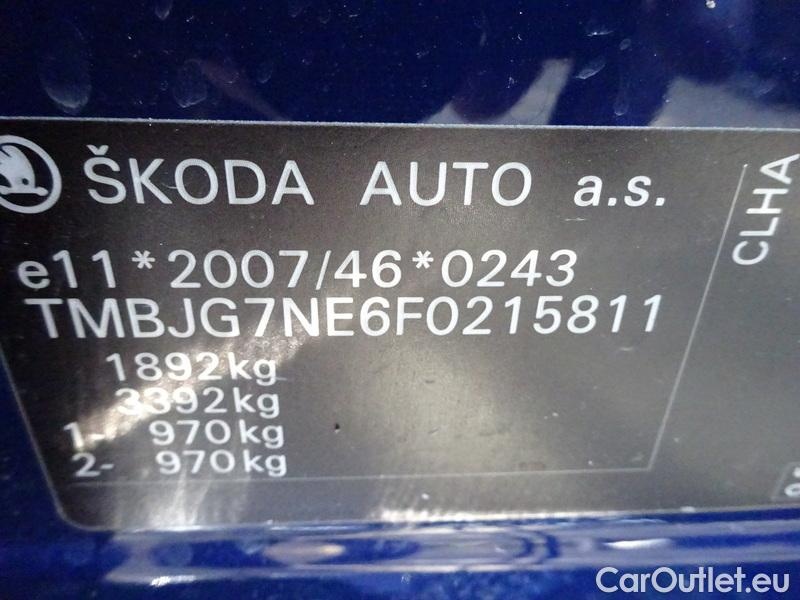 ŠKODA AUTO a.s.
e11*2007/46*0243
TMBJG7NE6F0215811
1892kg
3392kg
1- 970kg
2- 970kg
CLHA
CarOutlet.eu